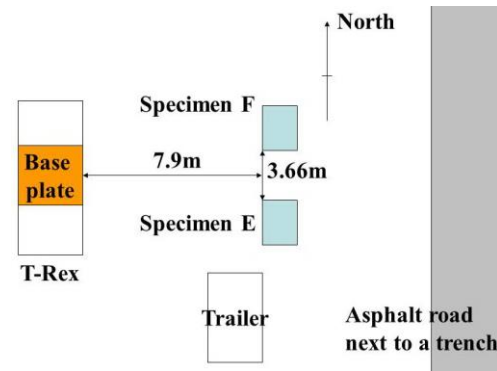 North
Specimen F
7.9m
Base
plate
3.66m
Specimen E
T-Rex
Trailer
Asphalt road
next to a trench